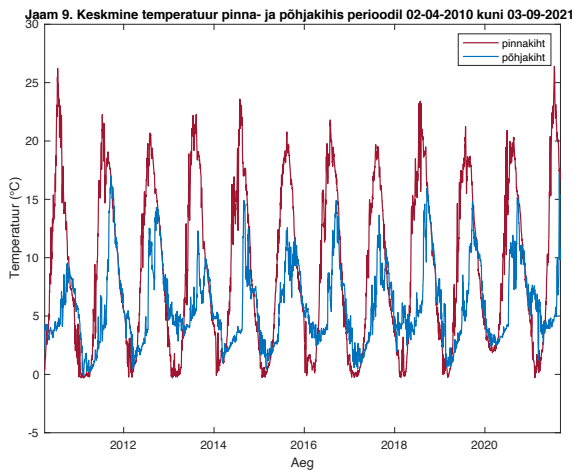 Jaam 9. Keskmine temperatuur pinna- ja põhjakihis perioodil 02-04-2010 kuni 03-09-2021
30
pinnakiht
põhjakiht
25
20
15
10
5
0
-5
Temperatuur (°C)
2012
2014
2016
2018
2020
Aeg